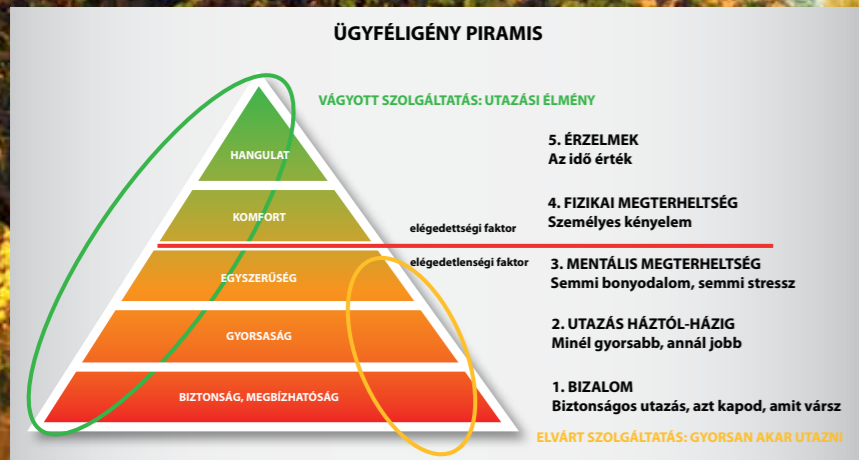 ÜGYFÉLIGÉNY PIRAMIS
VÁGYOTT SZOLGÁLTATÁS: UTAZÁSI ÉLMÉNY
HANGULAT
5. ÉRZELMEK
Az idő érték
KOMFORT
4. FIZIKAI MEGTERHELTSÉG
Személyes kényelem
elégedettségi faktor
elégedetlenségi faktor
EGYSZERŰSÉG
3. MENTÁLIS MEGTERHELTSÉG
Semmi bonyodalom, semmi stressz
GYORSASÁG
2. UTAZÁS HÁZTÓL-HÁZIG
Minél gyorsabb, annál jobb
BIZTONSÁG, MEGBÍZHATÓSÁG
1. BIZALOM
Biztonságos utazás, azt kapod, amit vársz
ELVÁRT SZOLGÁLTATÁS: GYORSAN AKAR UTAZNI